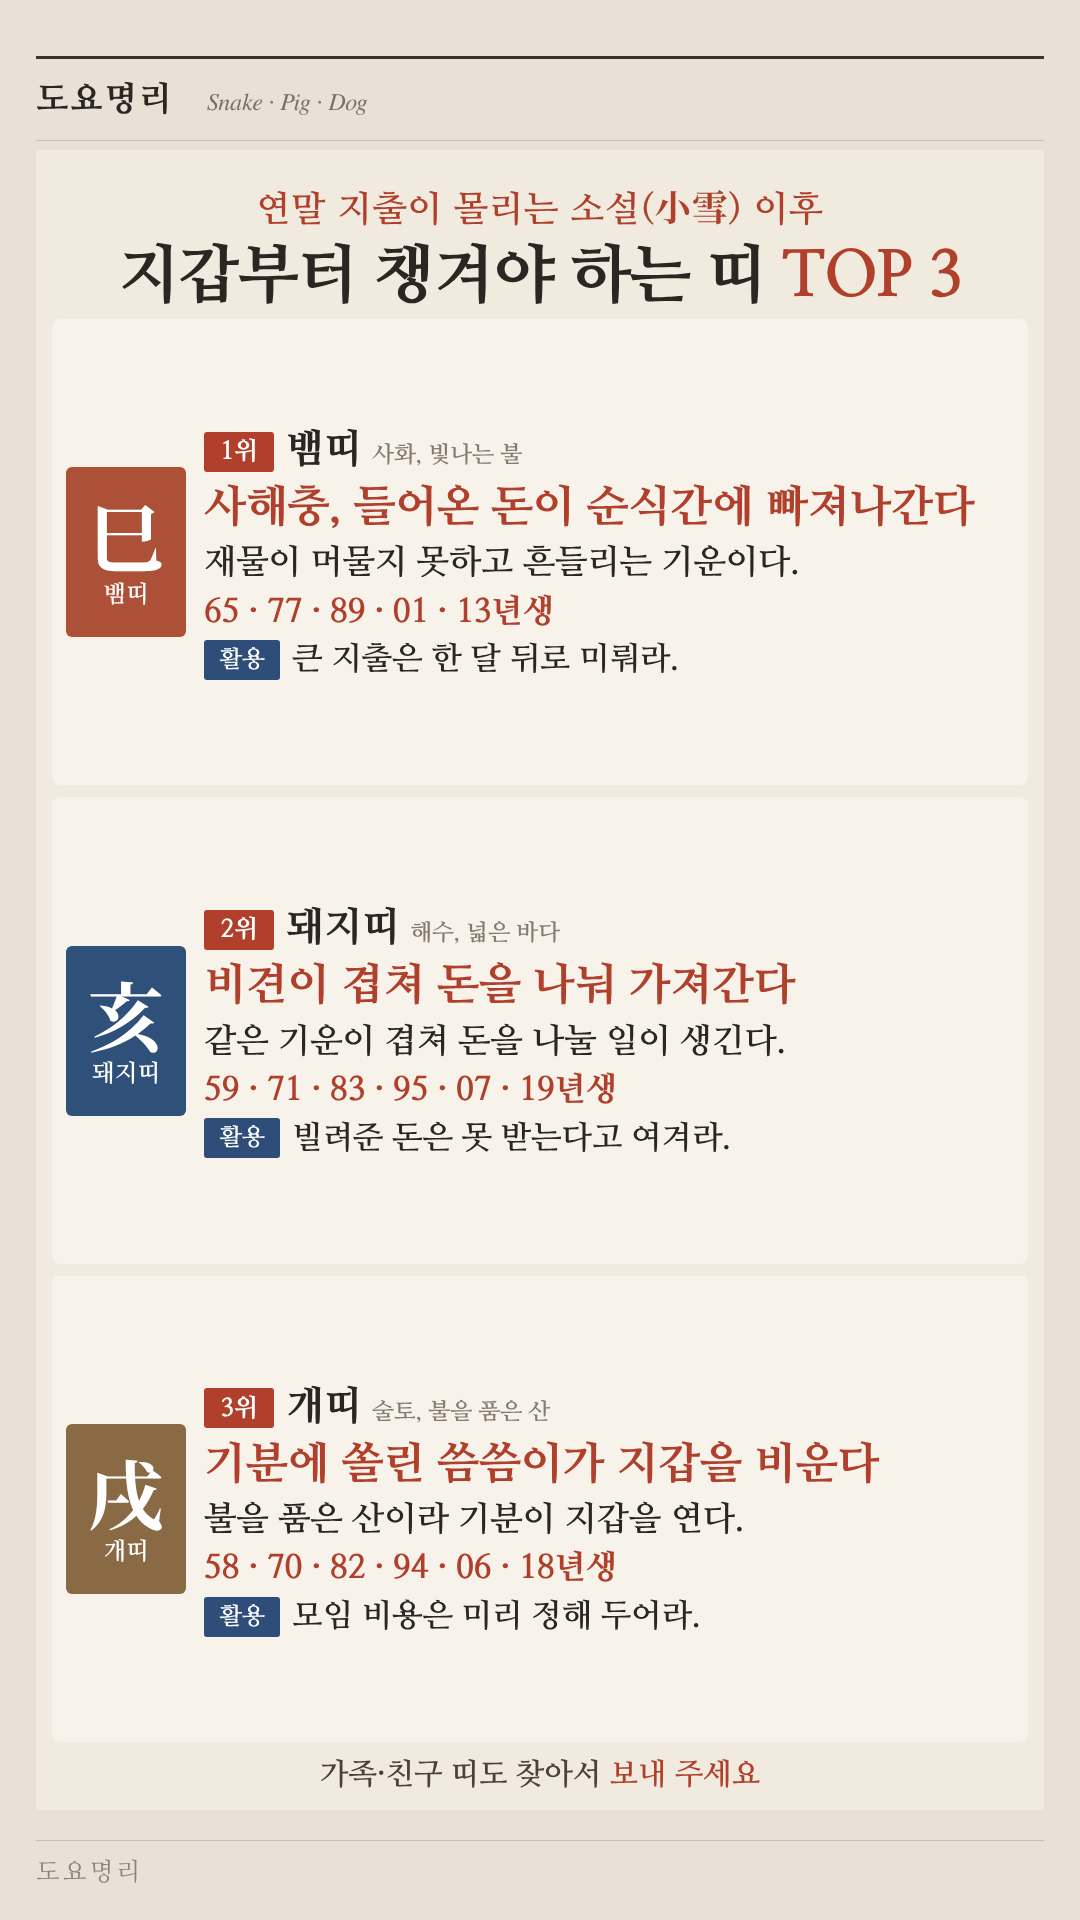 도요명리 Snake · Pig · Dog
연말 지출이 몰리는 소설(小雪) 이후
지갑부터 챙겨야 하는 띠 TOP 3
1위 뱀띠 사화, 빛나는 불
巳
뱀띠
사해충, 들어온 돈이 순식간에 빠져나간다
재물이 머물지 못하고 흔들리는 기운이다.
65 · 77 · 89 · 01 · 13년생
활용 큰 지출은 한 달 뒤로 미뤄라.
2위 돼지띠 해수, 넓은 바다
亥
돼지띠
비견이 겹쳐 돈을 나눠 가져간다
같은 기운이 겹쳐 돈을 나눌 일이 생긴다.
59 · 71 · 83 · 95 · 07 · 19년생
활용 빌려준 돈은 못 받는다고 여겨라.
3위 개띠 술토, 불을 품은 산
戌
개띠
기분에 쏠린 씀씀이가 지갑을 비운다
불을 품은 산이라 기분이 지갑을 연다.
58 · 70 · 82 · 94 · 06 · 18년생
활용 모임 비용은 미리 정해 두어라.
가족·친구 띠도 찾아서 보내 주세요
도요명리